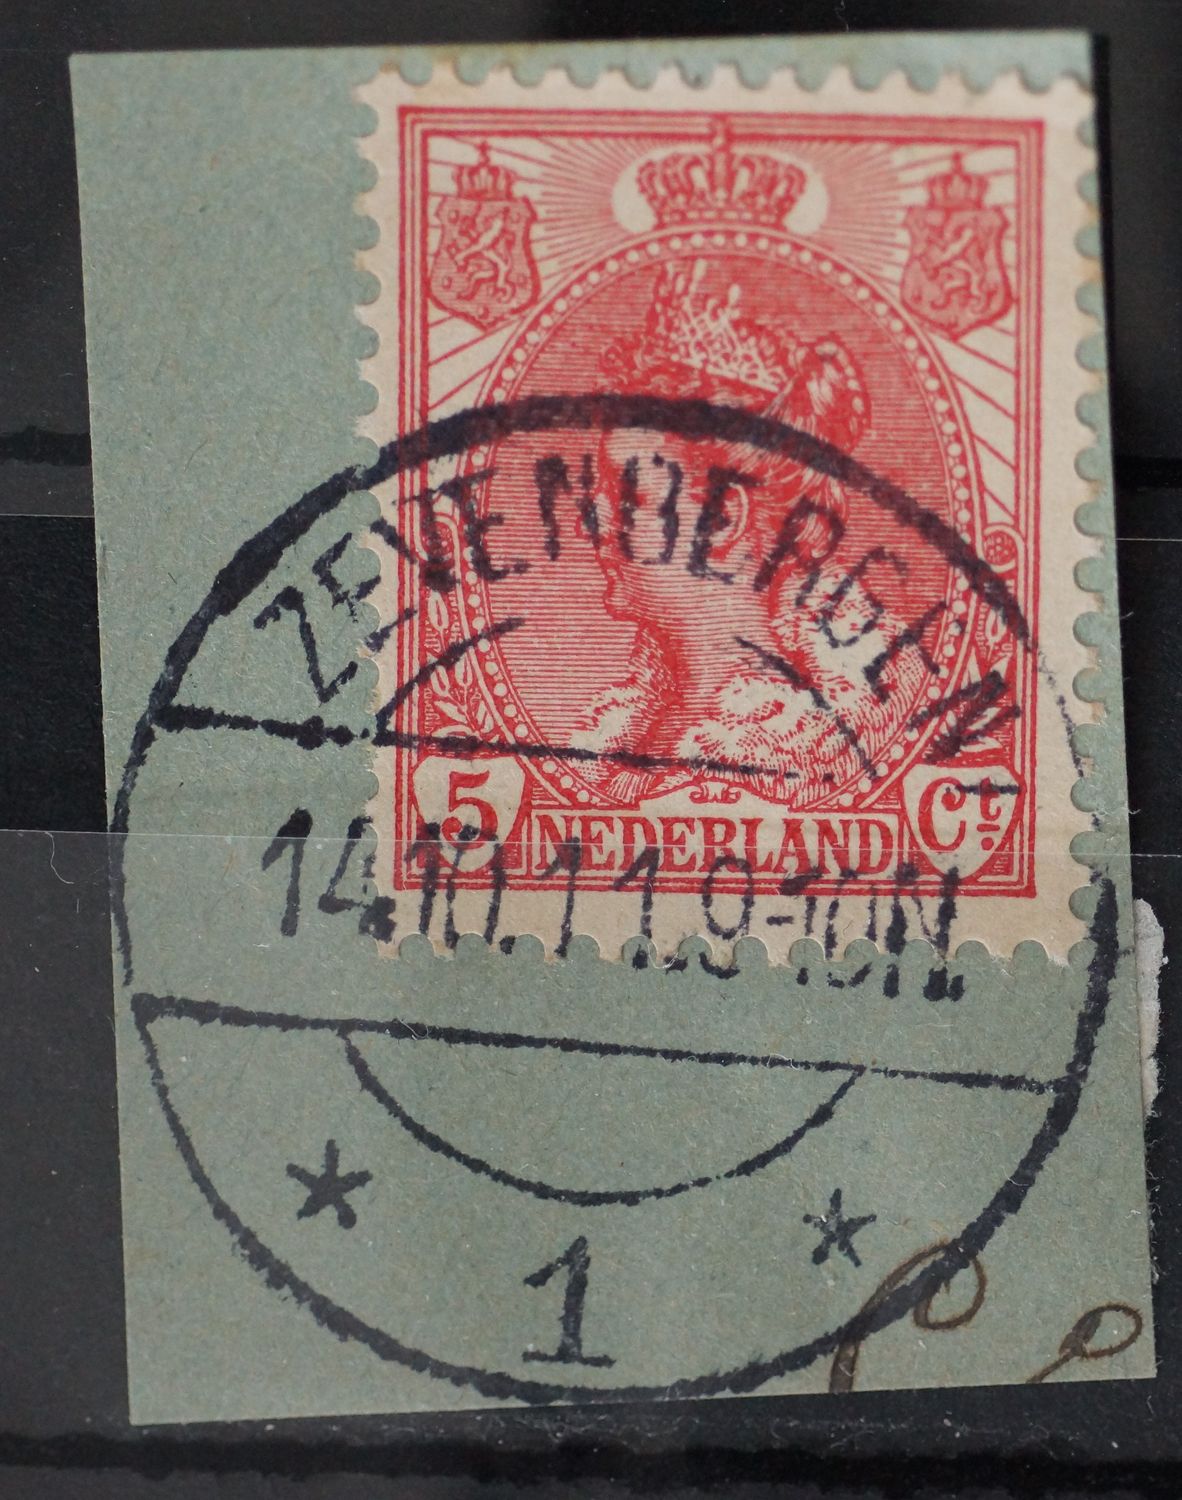 ZEVENBERGEN
5 NEDERLAND Ct.
14.10.11.9-10N
* 1 *